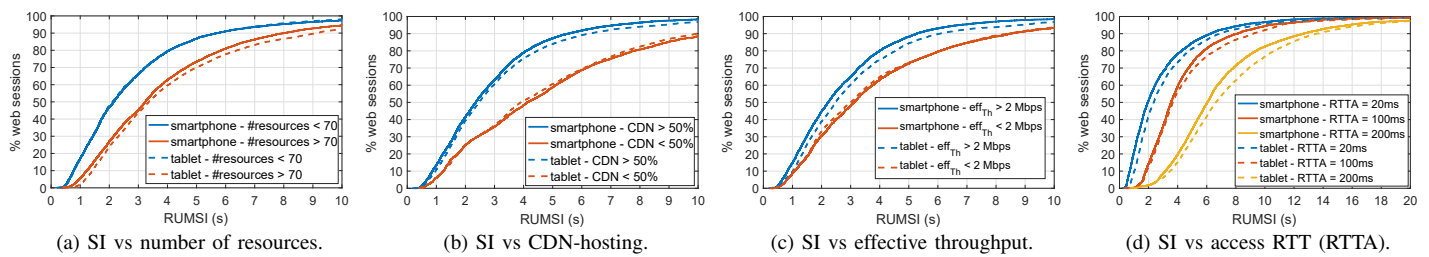 % web sessions
100
90
80
70
60
50
40
30
20
10
0
smartphone - #resources < 70
smartphone - #resources > 70
tablet - #resources < 70
tablet - #resources > 70
0 1 2 3 4 5 6 7 8 9 10
RUMSI (s)
(a) SI vs number of resources.
% web sessions
100
90
80
70
60
50
40
30
20
10
0
smartphone - CDN > 50%
smartphone - CDN < 50%
tablet - CDN > 50%
tablet - CDN < 50%
0 1 2 3 4 5 6 7 8 9 10
RUMSI (s)
(b) SI vs CDN-hosting.
% web sessions
100
90
80
70
60
50
40
30
20
10
0
smartphone - eff_Th > 2 Mbps
smartphone - eff_Th < 2 Mbps
tablet - eff_Th > 2 Mbps
tablet - eff_Th < 2 Mbps
0 1 2 3 4 5 6 7 8 9 10
RUMSI (s)
(c) SI vs effective throughput.
% web sessions
100
90
80
70
60
50
40
30
20
10
0
smartphone - RTTA = 20ms
smartphone - RTTA = 100ms
smartphone - RTTA = 200ms
tablet - RTTA = 20ms
tablet - RTTA = 100ms
tablet - RTTA = 200ms
0 2 4 6 8 10 12 14 16 18 20
RUMSI (s)
(d) SI vs access RTT (RTTA).